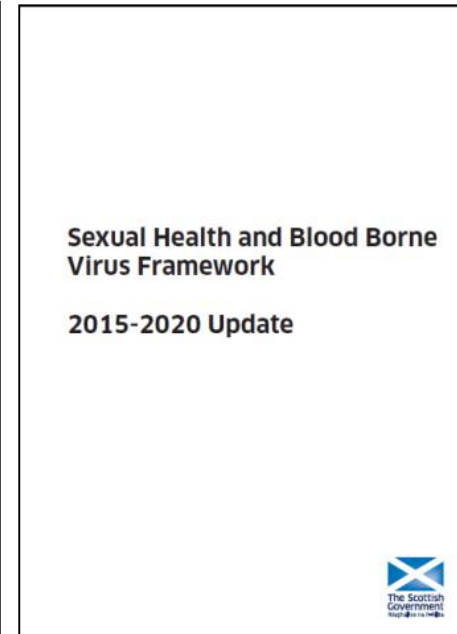 Sexual Health and Blood Borne
Virus Framework
2015-2020 Update
The Scottish
Government